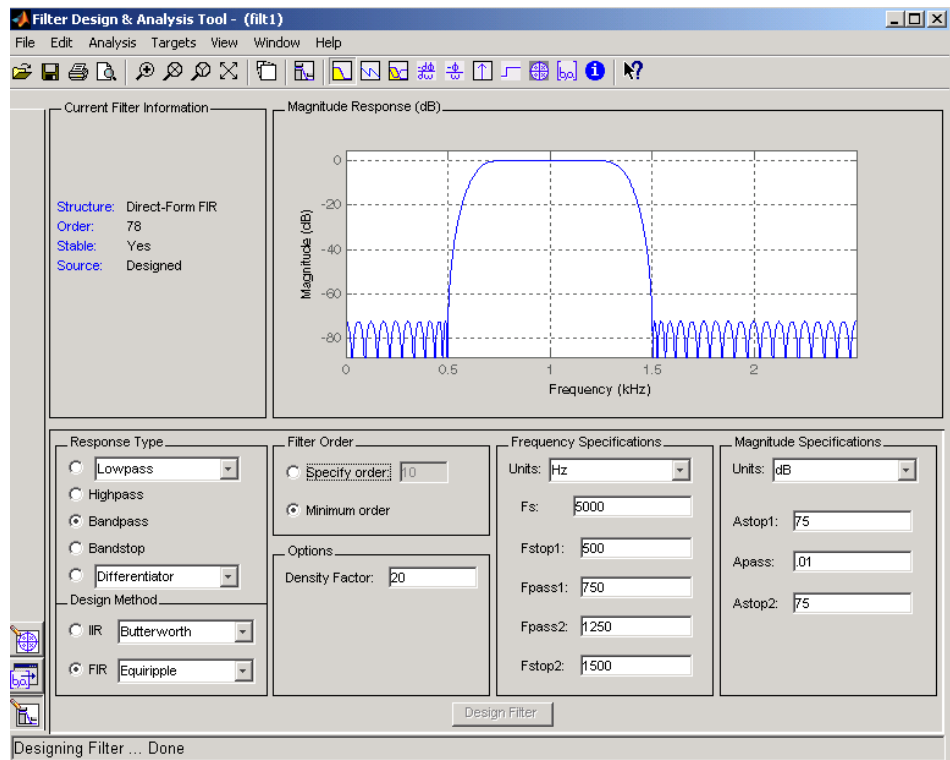 Filter Design & Analysis Tool - (filt1)
File Edit Analysis Targets View Window Help
Current Filter Information
Structure: Direct-Form FIR
Order: 78
Stable: Yes
Source: Designed
Magnitude Response (dB)
Magnitude (dB)
0
-20
-40
-60
-80
0 0.5 1 1.5 2
Frequency (kHz)
Response Type
Lowpass
Highpass
Bandpass
Bandstop
Differentiator
Design Method
IIR Butterworth
FIR Equiripple
Filter Order
Specify order: 10
Minimum order
Options
Density Factor: 20
Frequency Specifications
Units: Hz
Fs: 5000
Fstop1: 500
Fpass1: 750
Fpass2: 1250
Fstop2: 1500
Magnitude Specifications
Units: dB
Astop1: 75
Apass: .01
Astop2: 75
Design Filter
Designing Filter ... Done